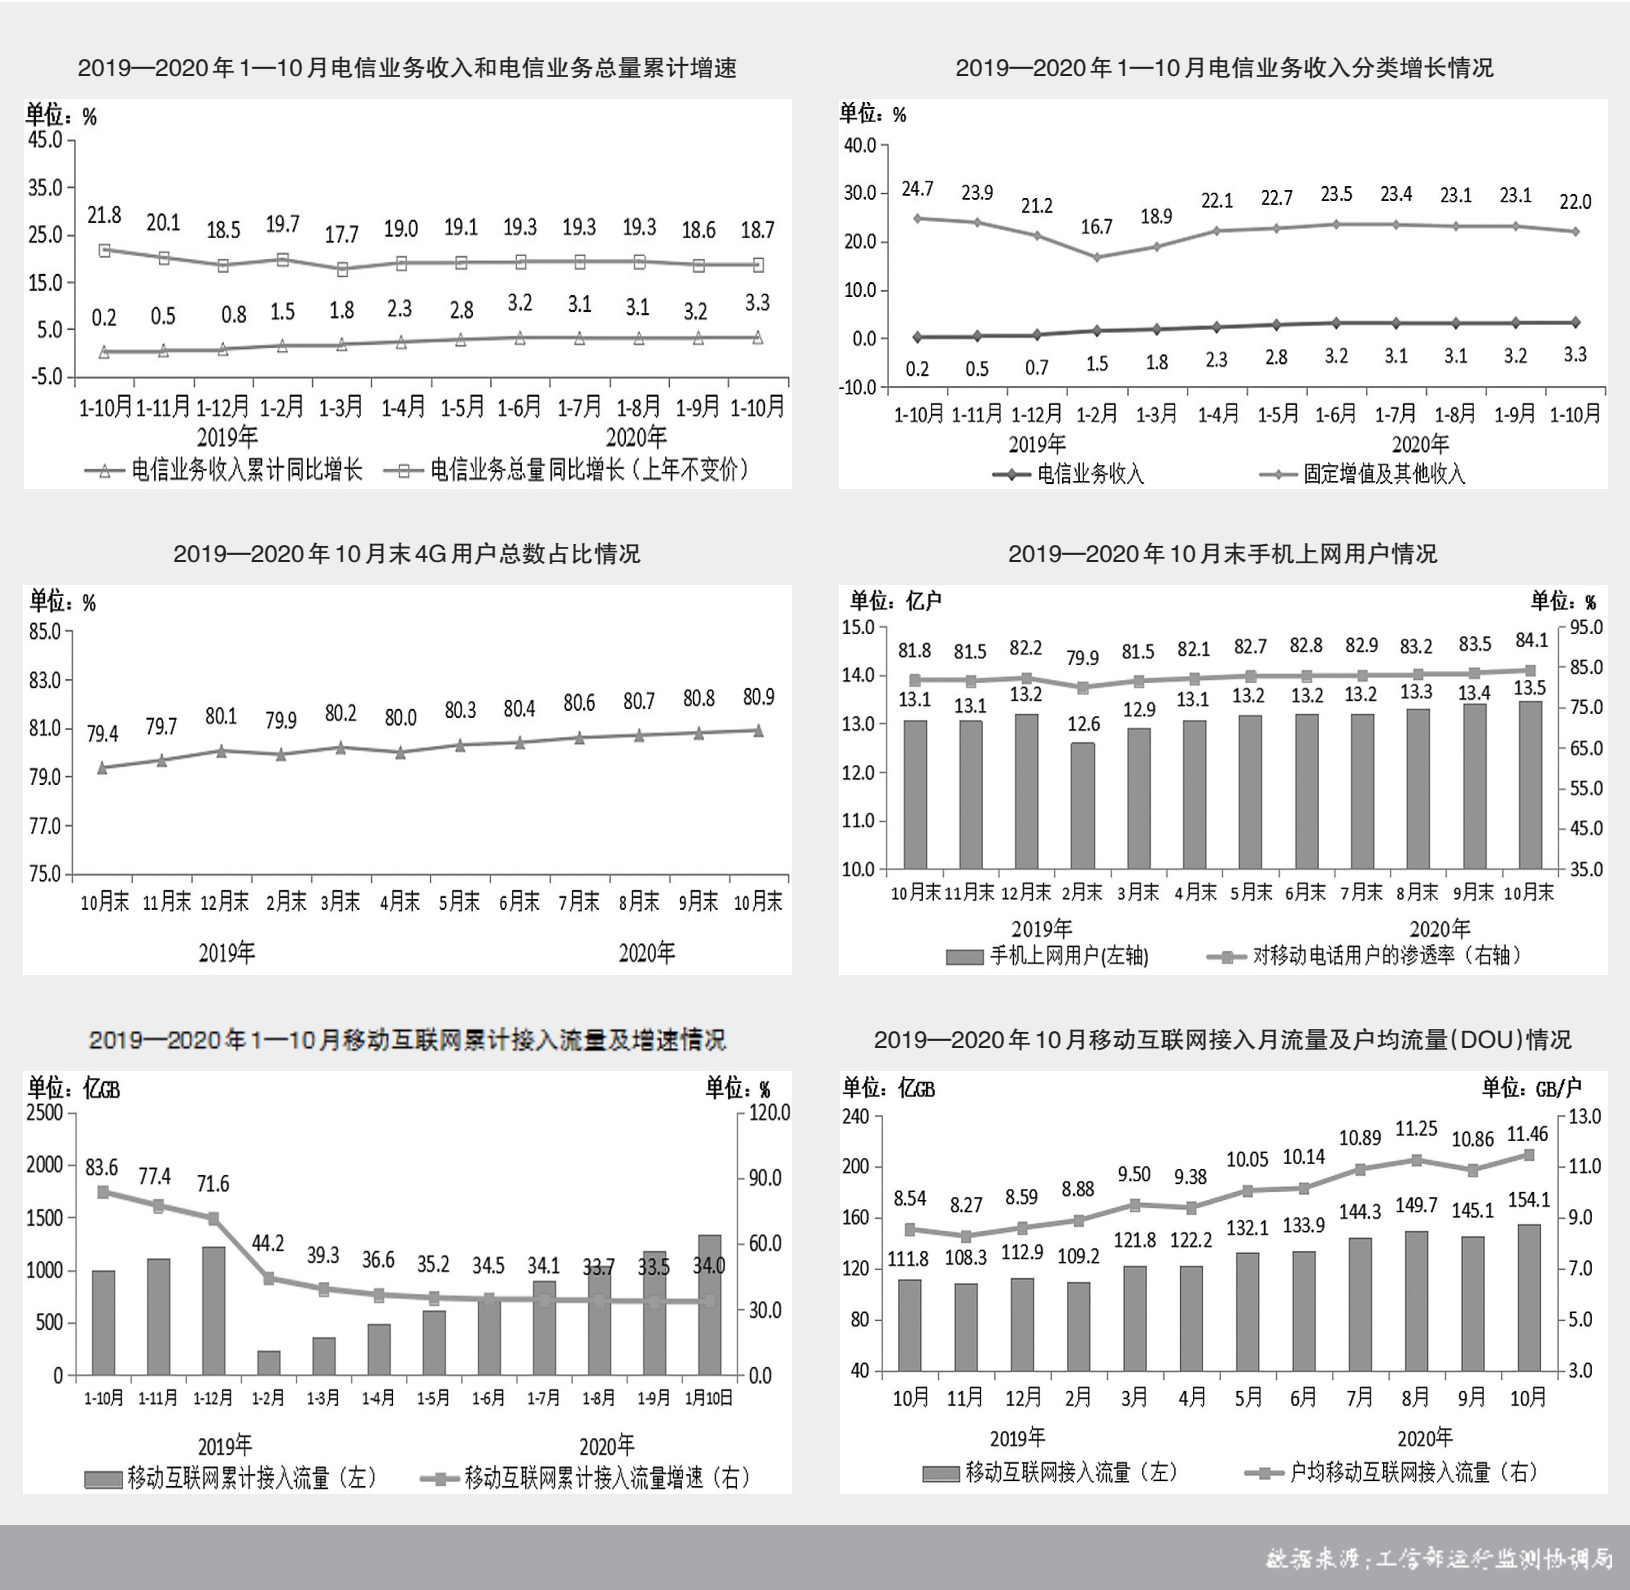 2019—2020年1—10月电信业务收入和电信业务总量累计增速
单位：%
45.0
35.0
25.0
15.0
5.0
-5.0
21.8 20.1 18.5 19.7 17.7 19.0 19.1 19.3 19.3 19.3 18.6 18.7
0.2 0.5 0.8 1.5 1.8 2.3 2.8 3.2 3.1 3.1 3.2 3.3
1-10月 1-11月 1-12月 1-2月 1-3月 1-4月 1-5月 1-6月 1-7月 1-8月 1-9月 1-10月
2019年 2020年
电信业务收入累计同比增长 电信业务总量同比增长（上年不变价）
2019—2020年1—10月电信业务收入分类增长情况
单位：%
40.0
30.0
20.0
10.0
0.0
-10.0
24.7 23.9 21.2 16.7 18.9 22.1 22.7 23.5 23.4 23.1 23.1 22.0
0.2 0.5 0.7 1.5 1.8 2.3 2.8 3.2 3.1 3.1 3.2 3.3
1-10月 1-11月 1-12月 1-2月 1-3月 1-4月 1-5月 1-6月 1-7月 1-8月 1-9月 1-10月
2019年 2020年
电信业务收入 固定增值及其他收入
2019—2020年10月末4G用户总数占比情况
单位：%
85.0
83.0
81.0
79.0
77.0
75.0
79.4 79.7 80.1 79.9 80.2 80.0 80.3 80.4 80.6 80.7 80.8 80.9
10月末 11月末 12月末 2月末 3月末 4月末 5月末 6月末 7月末 8月末 9月末 10月末
2019年 2020年
2019—2020年10月末手机上网用户情况
单位：亿户 单位：%
15.0
14.0
13.0
12.0
11.0
10.0
95.0
85.0
75.0
65.0
55.0
45.0
35.0
81.8 81.5 82.2 79.9 81.5 82.1 82.7 82.8 82.9 83.2 83.5 84.1
13.1 13.1 13.2 12.6 12.9 13.1 13.2 13.2 13.2 13.3 13.4 13.5
10月末 11月末 12月末 2月末 3月末 4月末 5月末 6月末 7月末 8月末 9月末 10月末
2019年 2020年
手机上网用户(左轴) 对移动电话用户的渗透率（右轴）
2019—2020年1—10月移动互联网累计接入流量及增速情况
单位：亿GB 单位：%
2500
2000
1500
1000
500
0
120.0
90.0
60.0
30.0
0.0
83.6 77.4 71.6 44.2 39.3 36.6 35.2 34.5 34.1 33.7 33.5 34.0
1-10月 1-11月 1-12月 1-2月 1-3月 1-4月 1-5月 1-6月 1-7月 1-8月 1-9月 1月10日
2019年 2020年
移动互联网累计接入流量（左） 移动互联网累计接入流量增速（右）
2019—2020年10月移动互联网接入月流量及户均流量(DOU)情况
单位：亿GB 单位：GB/户
240
200
160
120
80
40
13.0
11.0
9.0
7.0
5.0
3.0
8.54 8.27 8.59 8.88 9.50 9.38 10.05 10.14 10.89 11.25 10.86 11.46
111.8 108.3 112.9 109.2 121.8 122.2 132.1 133.9 144.3 149.7 145.1 154.1
10月 11月 12月 2月 3月 4月 5月 6月 7月 8月 9月 10月
2019年 2020年
移动互联网接入流量（左） 户均移动互联网接入流量（右）
数据来源：工信部运行监测协调局